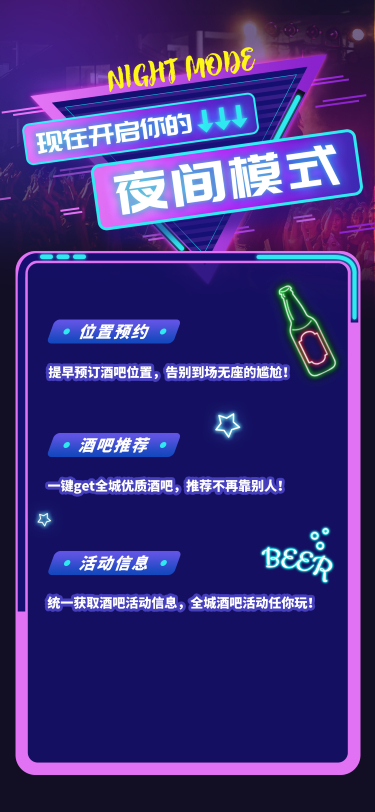 NIGHT MODE
现在开启你的↓↓↓
夜间模式
位置预约
提早预订酒吧位置，告别到场无座的尴尬！
酒吧推荐
一键get全城优质酒吧，推荐不再靠别人！
BEER
活动信息
统一获取酒吧活动信息，全城酒吧活动任你玩！